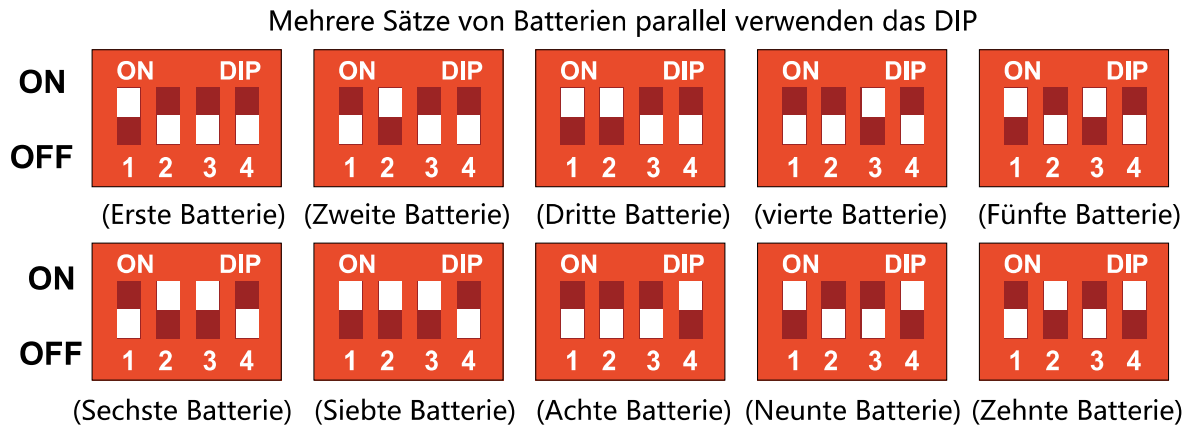 Mehrere Sätze von Batterien parallel verwenden das DIP
ON DIP ON DIP ON DIP ON DIP ON DIP
ON
OFF
1 2 3 4 1 2 3 4 1 2 3 4 1 2 3 4 1 2 3 4
(Erste Batterie) (Zweite Batterie) (Dritte Batterie) (vierte Batterie) (Fünfte Batterie)
ON DIP ON DIP ON DIP ON DIP ON DIP
ON
OFF
1 2 3 4 1 2 3 4 1 2 3 4 1 2 3 4 1 2 3 4
(Sechste Batterie) (Siebte Batterie) (Achte Batterie) (Neunte Batterie) (Zehnte Batterie)